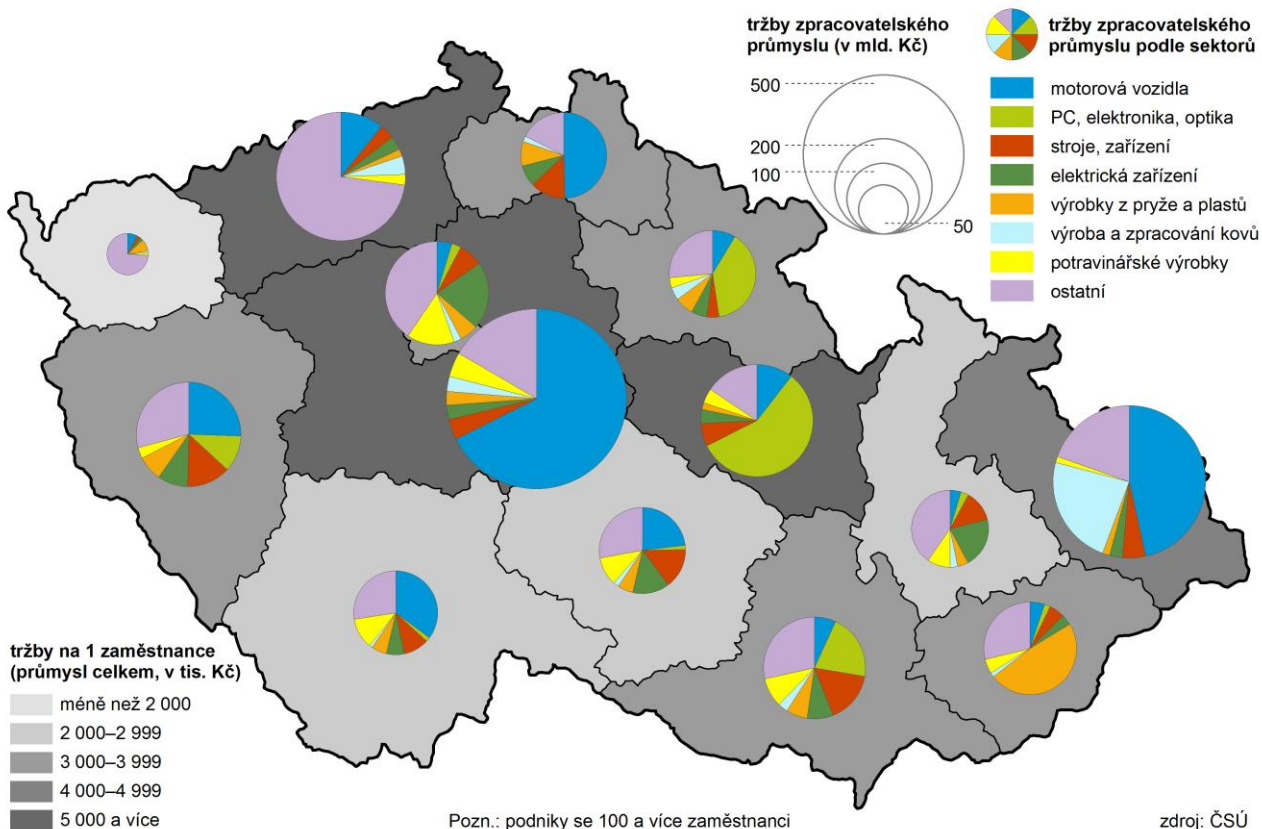 tržby zpracovatelského
průmyslu (v mld. Kč)
500
200
100
50
tržby zpracovatelského
průmyslu podle sektorů
motorová vozidla
PC, elektronika, optika
stroje, zařízení
elektrická zařízení
výrobky z pryže a plastů
výroba a zpracování kovů
potravinářské výrobky
ostatní
tržby na 1 zaměstnance
(průmysl celkem, v tis. Kč)
méně než 2 000
2 000–2 999
3 000–3 999
4 000–4 999
5 000 a více
Pozn.: podniky se 100 a více zaměstnanci
zdroj: ČSÚ